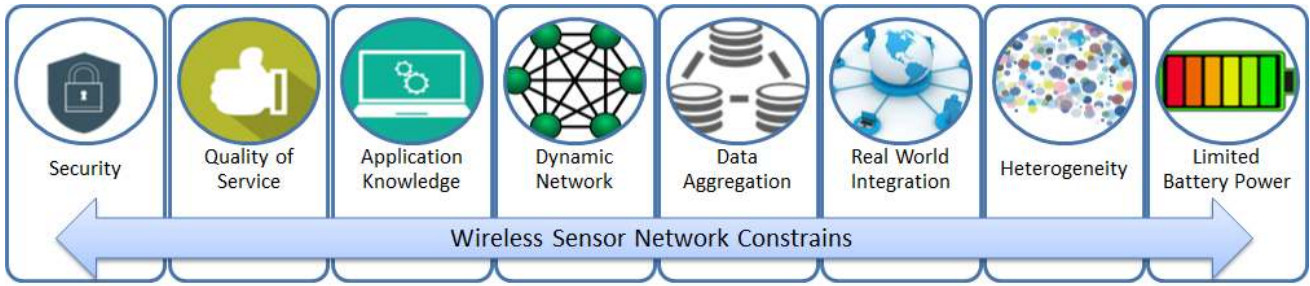 Security
Quality of
Service
Application
Knowledge
Dynamic
Network
Data
Aggregation
Real World
Integration
Heterogeneity
Limited
Battery Power
Wireless Sensor Network Constrains